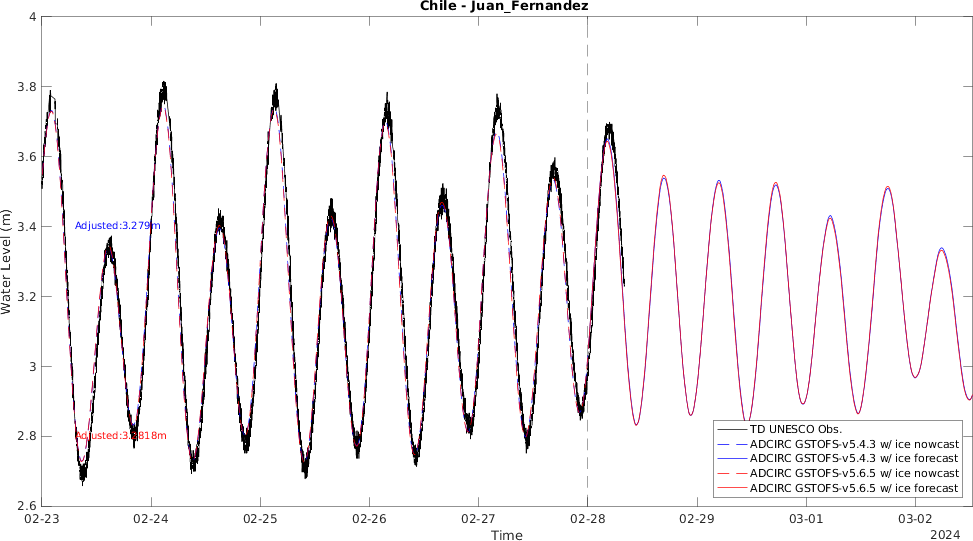 Chile - Juan_Fernandez
4
3.8
3.6
3.4
3.2
3
2.8
2.6
Water Level (m)
Adjusted:3.279m
02-23 02-24 02-25 02-26 02-27 02-28 02-29 03-01 03-02
Time
2024
TD UNESCO Obs.
ADCIRC GSTOFS-v5.4.3 w/ ice nowcast
ADCIRC GSTOFS-v5.4.3 w/ ice forecast
ADCIRC GSTOFS-v5.6.5 w/ ice nowcast
ADCIRC GSTOFS-v5.6.5 w/ ice forecast